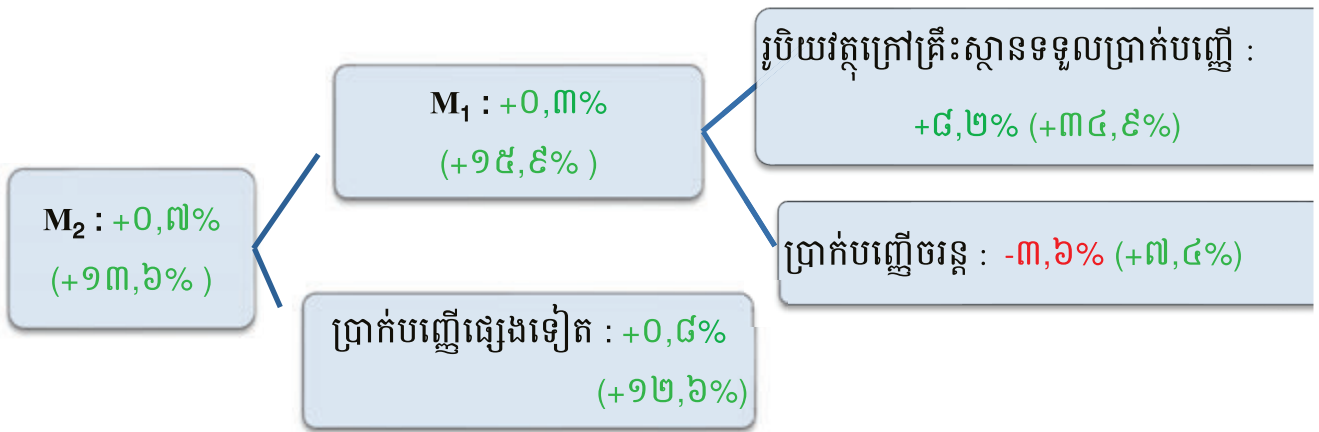 M₂ : +០,៧%
(+១៣,៦% )
M₁ : +០,៣%
(+១៥,៩% )
ប្រាក់បញ្ញើផ្សេងទៀត : +០,៨%
(+១២,៦%)
រូបិយវត្ថុក្រៅគ្រឹះស្ថានទទួលប្រាក់បញ្ញើ :
+៨,២% (+៣៤,៩%)
ប្រាក់បញ្ញើចរន្ត : -៣,៦% (+៧,៤%)